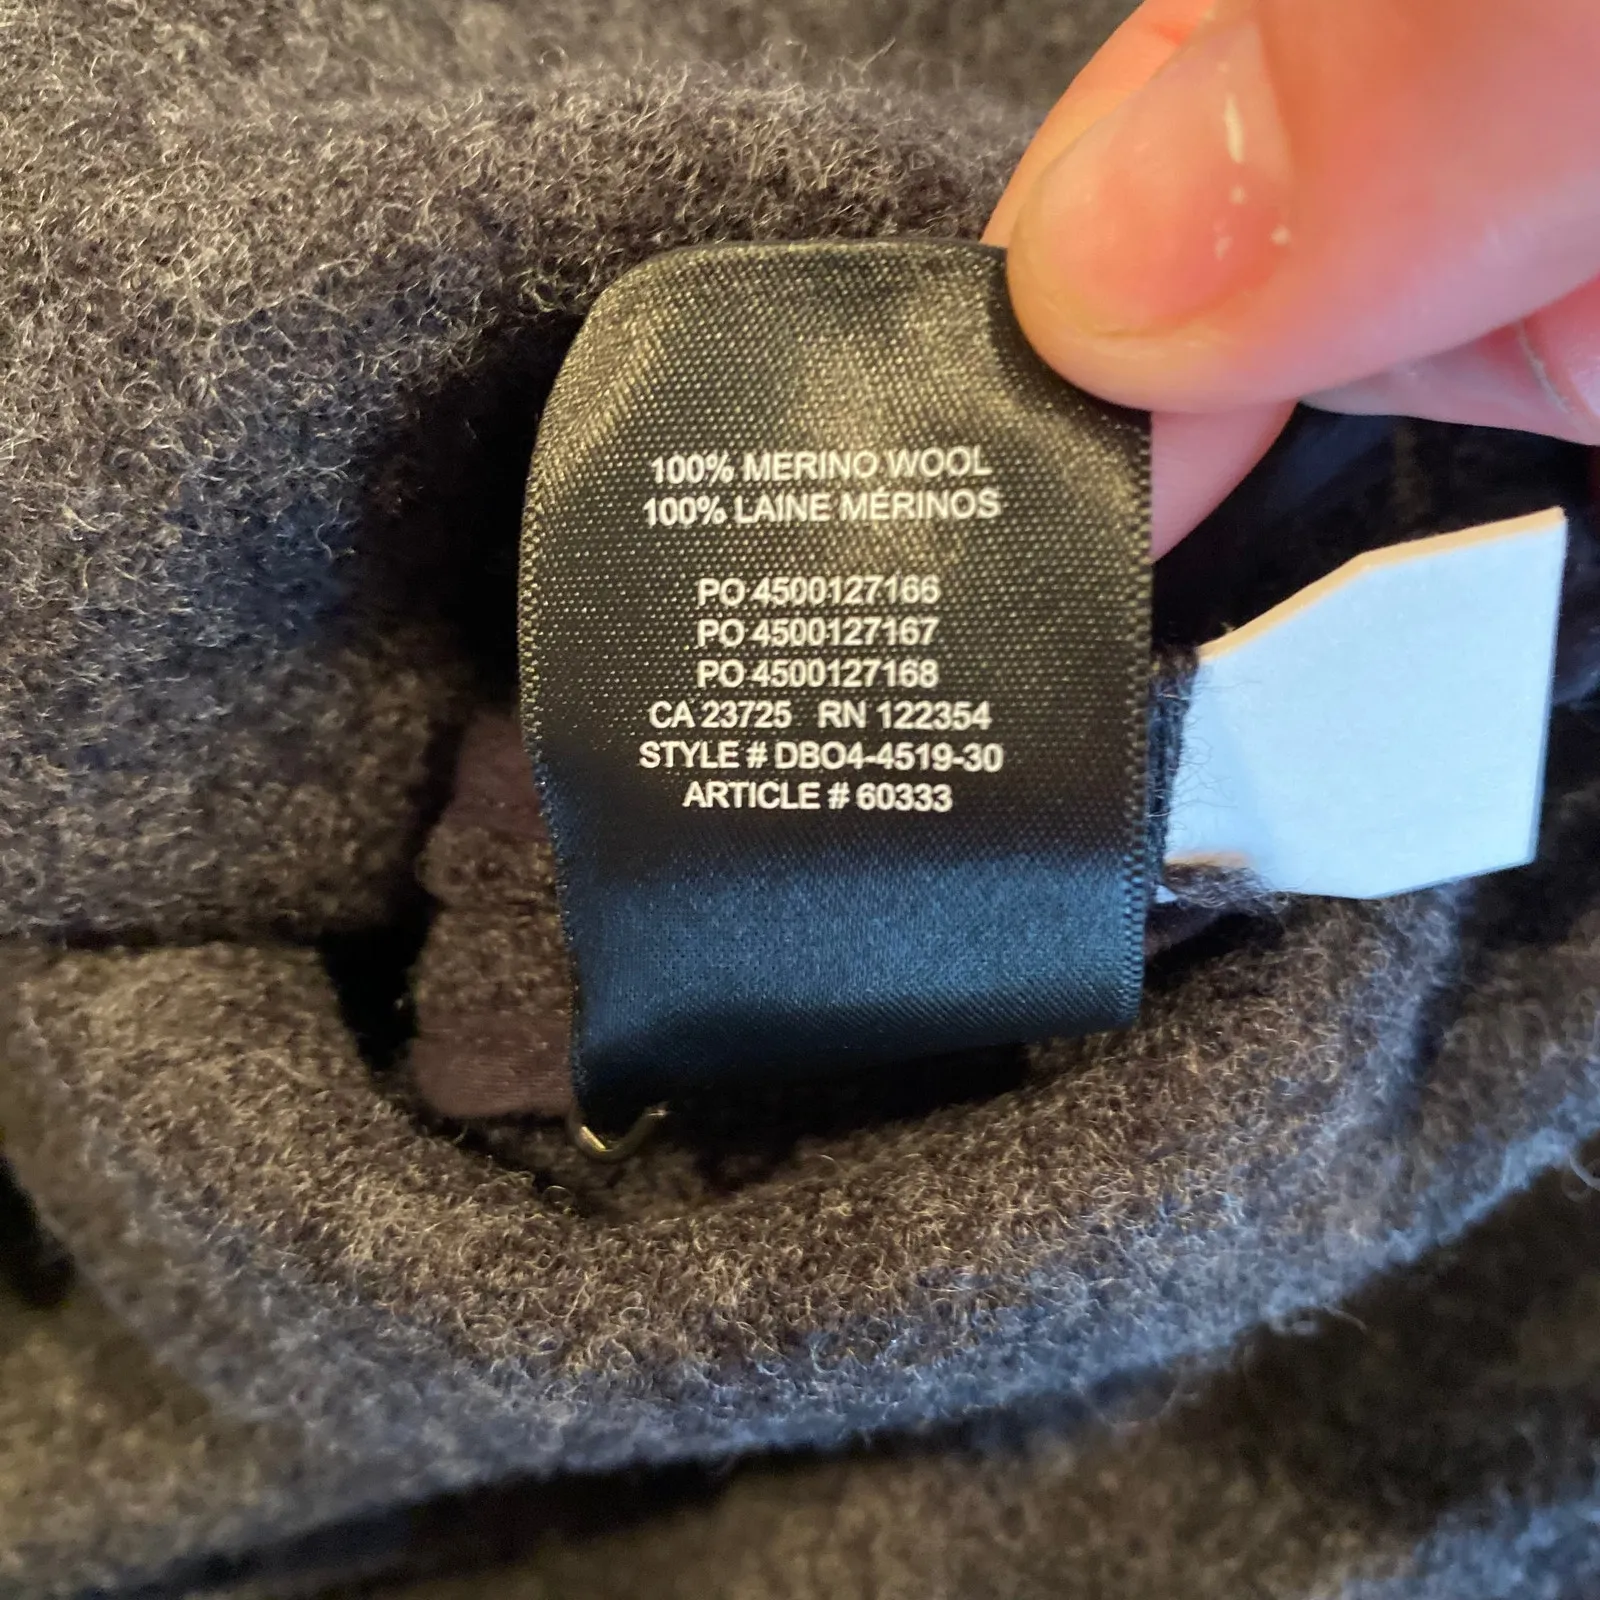 100% MERINO WOOL
100% LAINE MÉRINOS
PO 4500127166
PO 4500127167
PO 4500127168
CA 23725 RN 122354
STYLE # DBO4-4519-30
ARTICLE # 60333